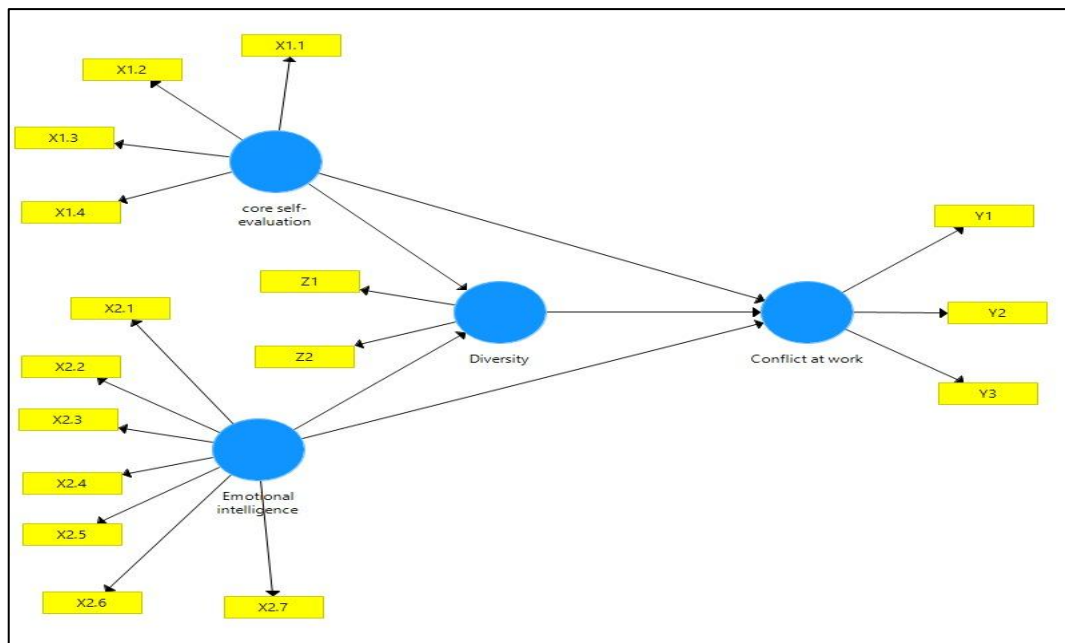 X1.1
X1.2
X1.3
X1.4
core self-
evaluation
Y1
Z1
X2.1
Y2
Z2
Diversity
Conflict at work
X2.2
Y3
X2.3
X2.4
Emotional
intelligence
X2.5
X2.6
X2.7